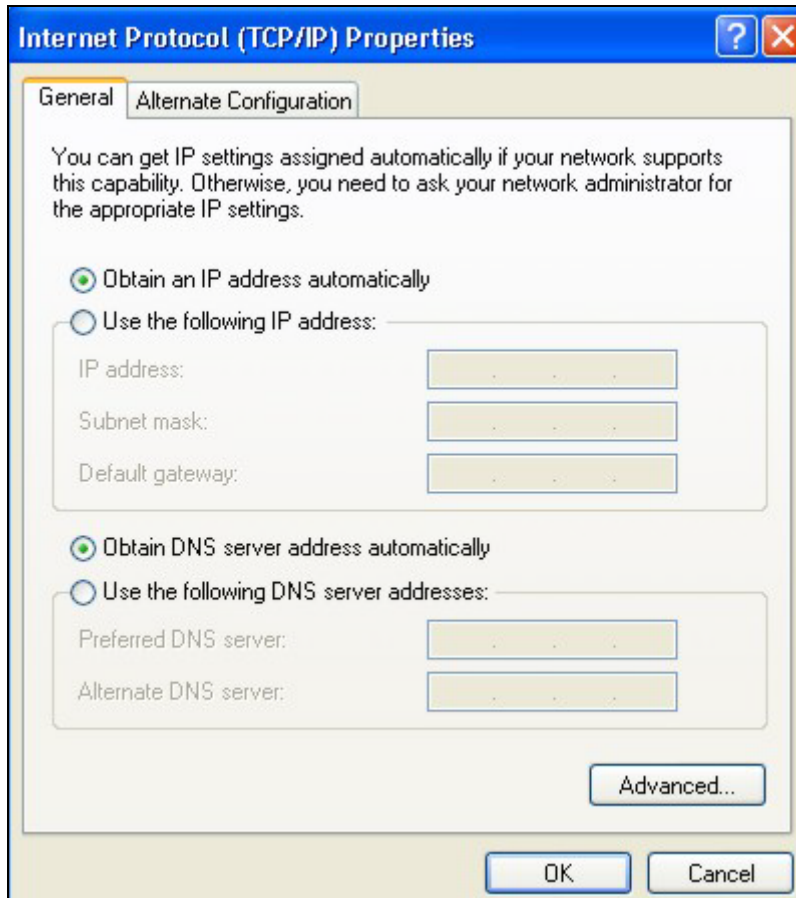 Internet Protocol (TCP/IP) Properties
General
Alternate Configuration
You can get IP settings assigned automatically if your network supports
this capability. Otherwise, you need to ask your network administrator for
the appropriate IP settings.
Obtain an IP address automatically
Use the following IP address:
IP address:
Subnet mask:
Default gateway:
Obtain DNS server address automatically
Use the following DNS server addresses:
Preferred DNS server:
Alternate DNS server:
Advanced...
OK
Cancel